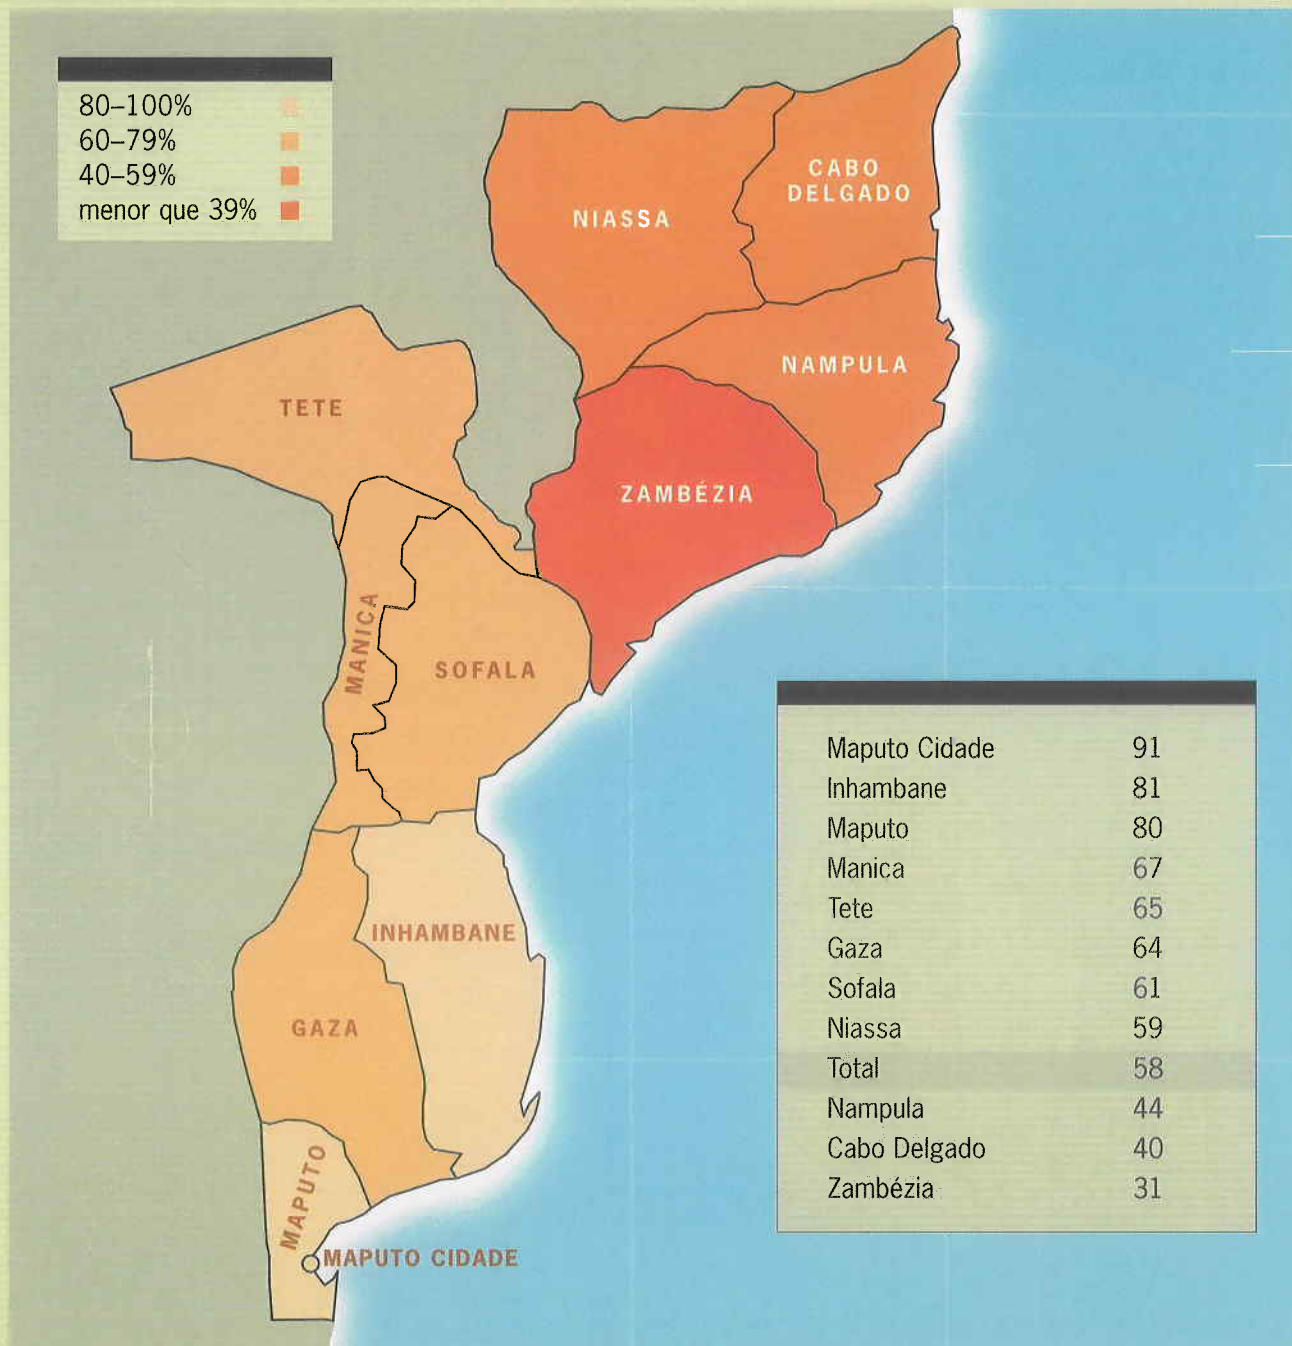 80–100%
60–79%
40–59%
menor que 39%
CABO
DELGADO
NIASSA
NAMPULA
TETE
ZAMBÉZIA
MANICA
SOFALA
INHAMBANE
GAZA
MAPUTO
MAPUTO CIDADE
Maputo Cidade 91
Inhambane 81
Maputo 80
Manica 67
Tete 65
Gaza 64
Sofala 61
Niassa 59
Total 58
Nampula 44
Cabo Delgado 40
Zambézia 31